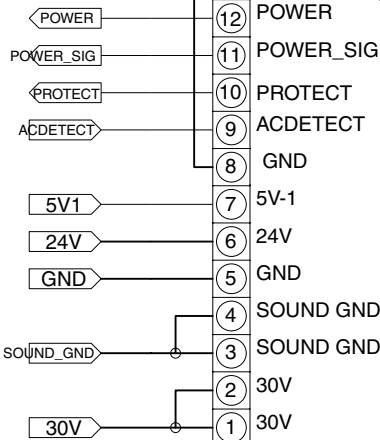 POWER 12 POWER
POWER_SIG 11 POWER_SIG
PROTECT 10 PROTECT
ACDETECT 9 ACDETECT
8 GND
5V1 7 5V-1
24V 6 24V
GND 5 GND
4 SOUND GND
SOUND_GND 3 SOUND GND
2 30V
30V 1 30V